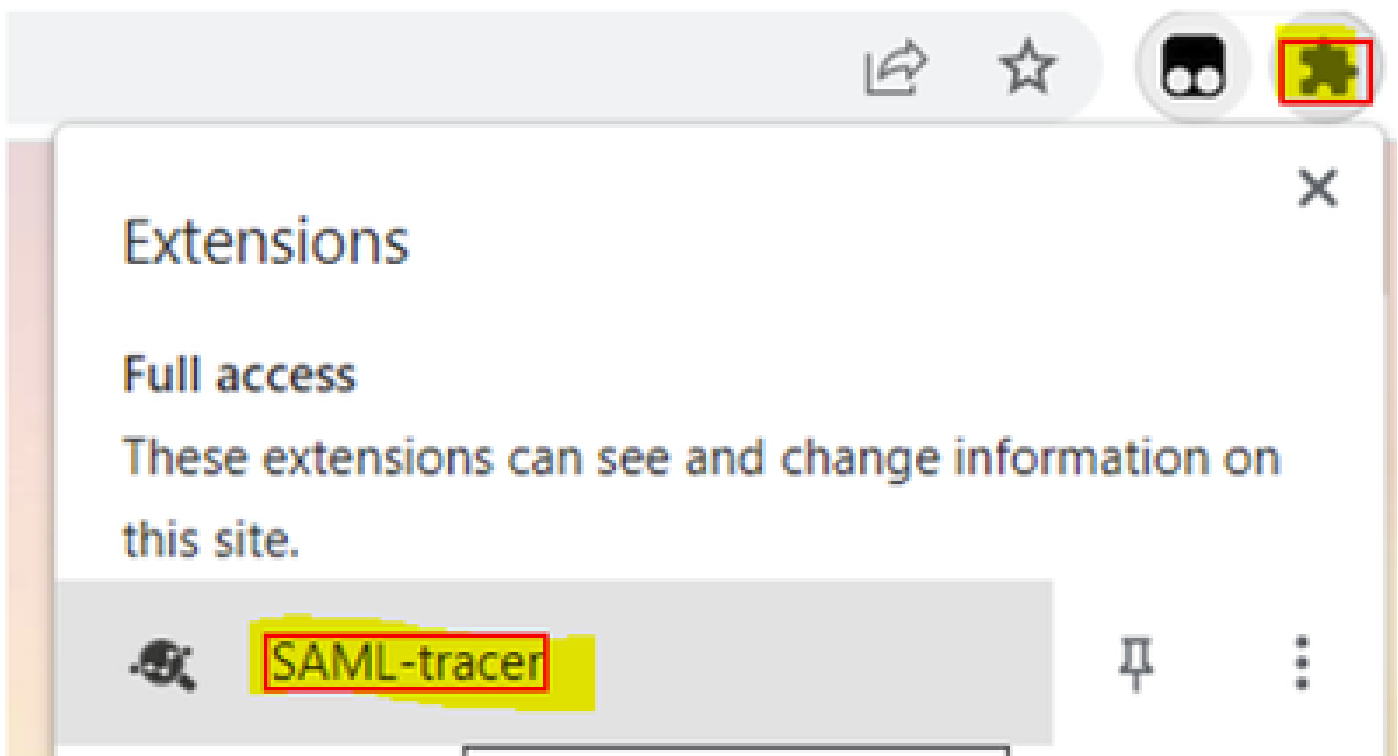 Extensions
Full access
These extensions can see and change information on
this site.
SAML-tracer